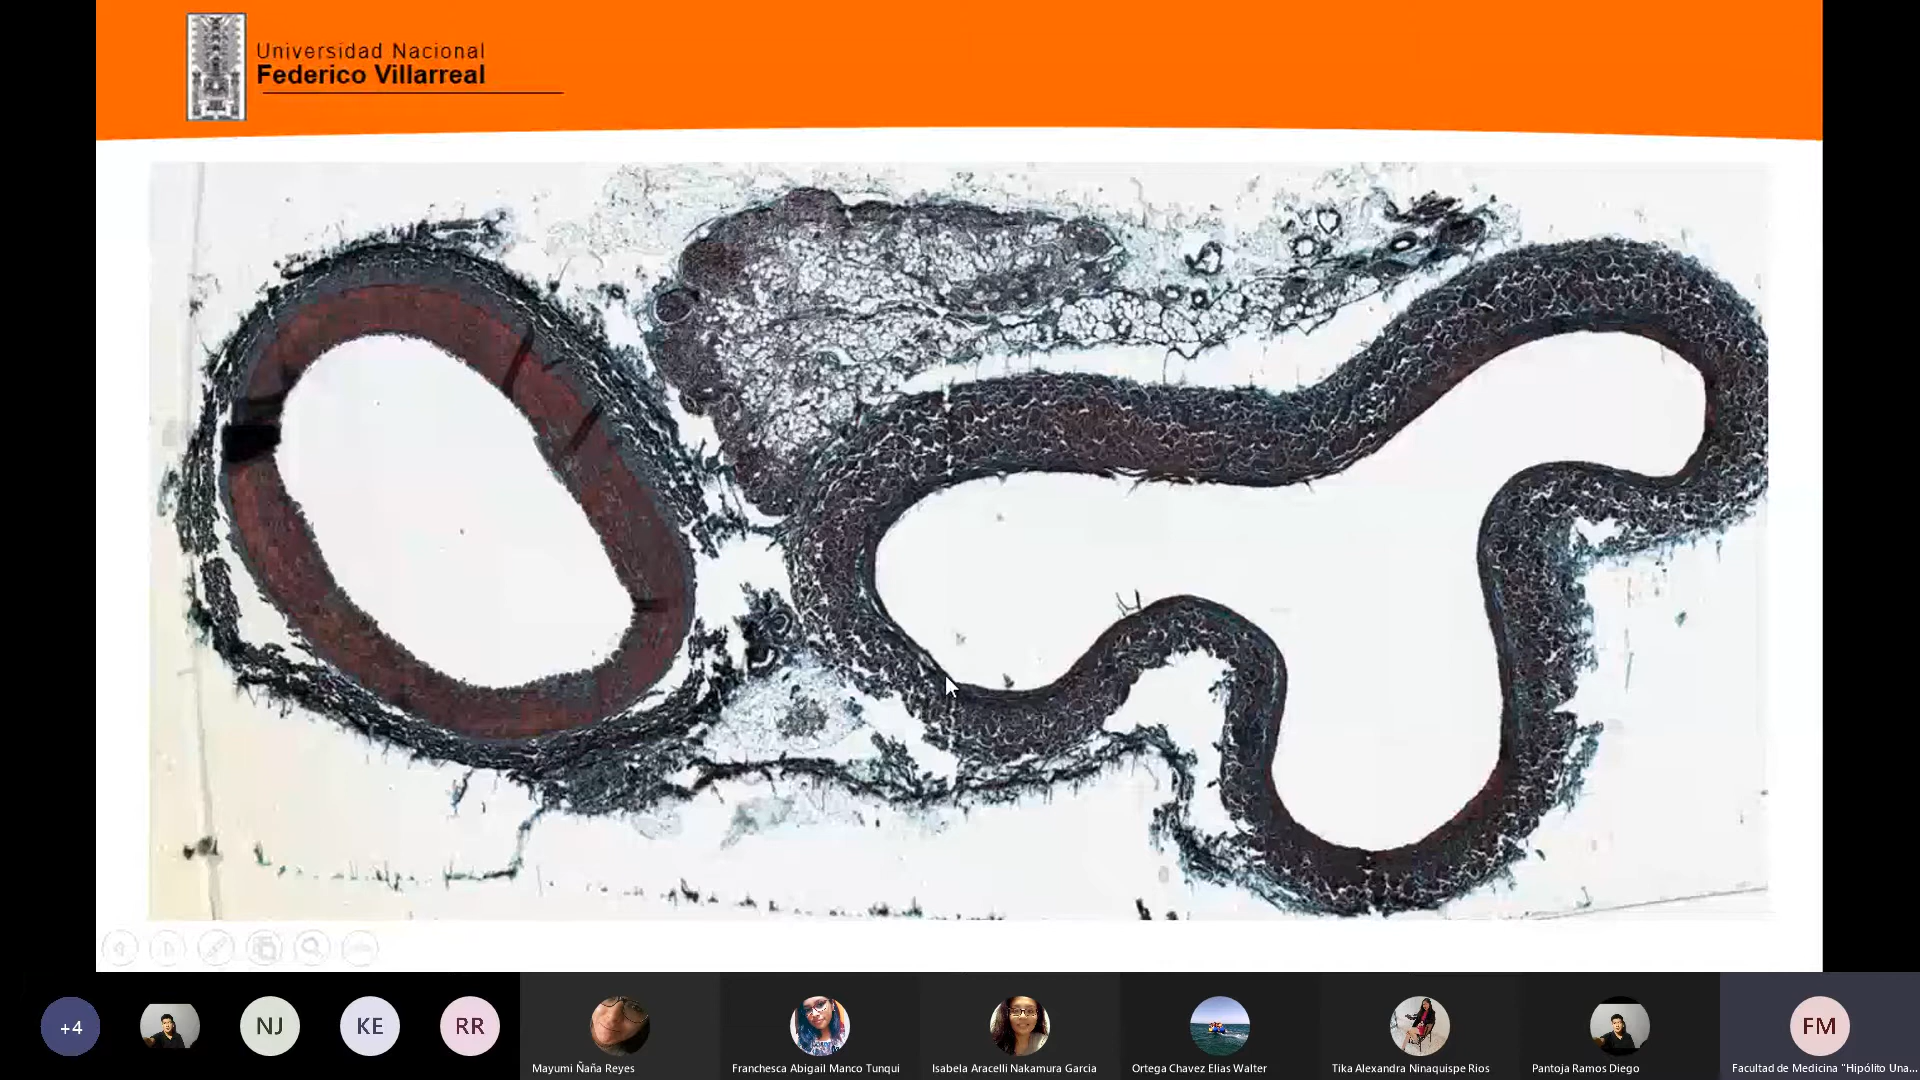 Universidad Nacional
Federico Villarreal
+4
NJ
KE
RR
FM
Mayumi Ñaña Reyes
Franchesca Abigail Manco Tunqui
Isabela Aracelli Nakamura Garcia
Ortega Chavez Elias Walter
Tika Alexandra Ninaquispe Rios
Pantoja Ramos Diego
Facultad de Medicina "Hipólito Una...